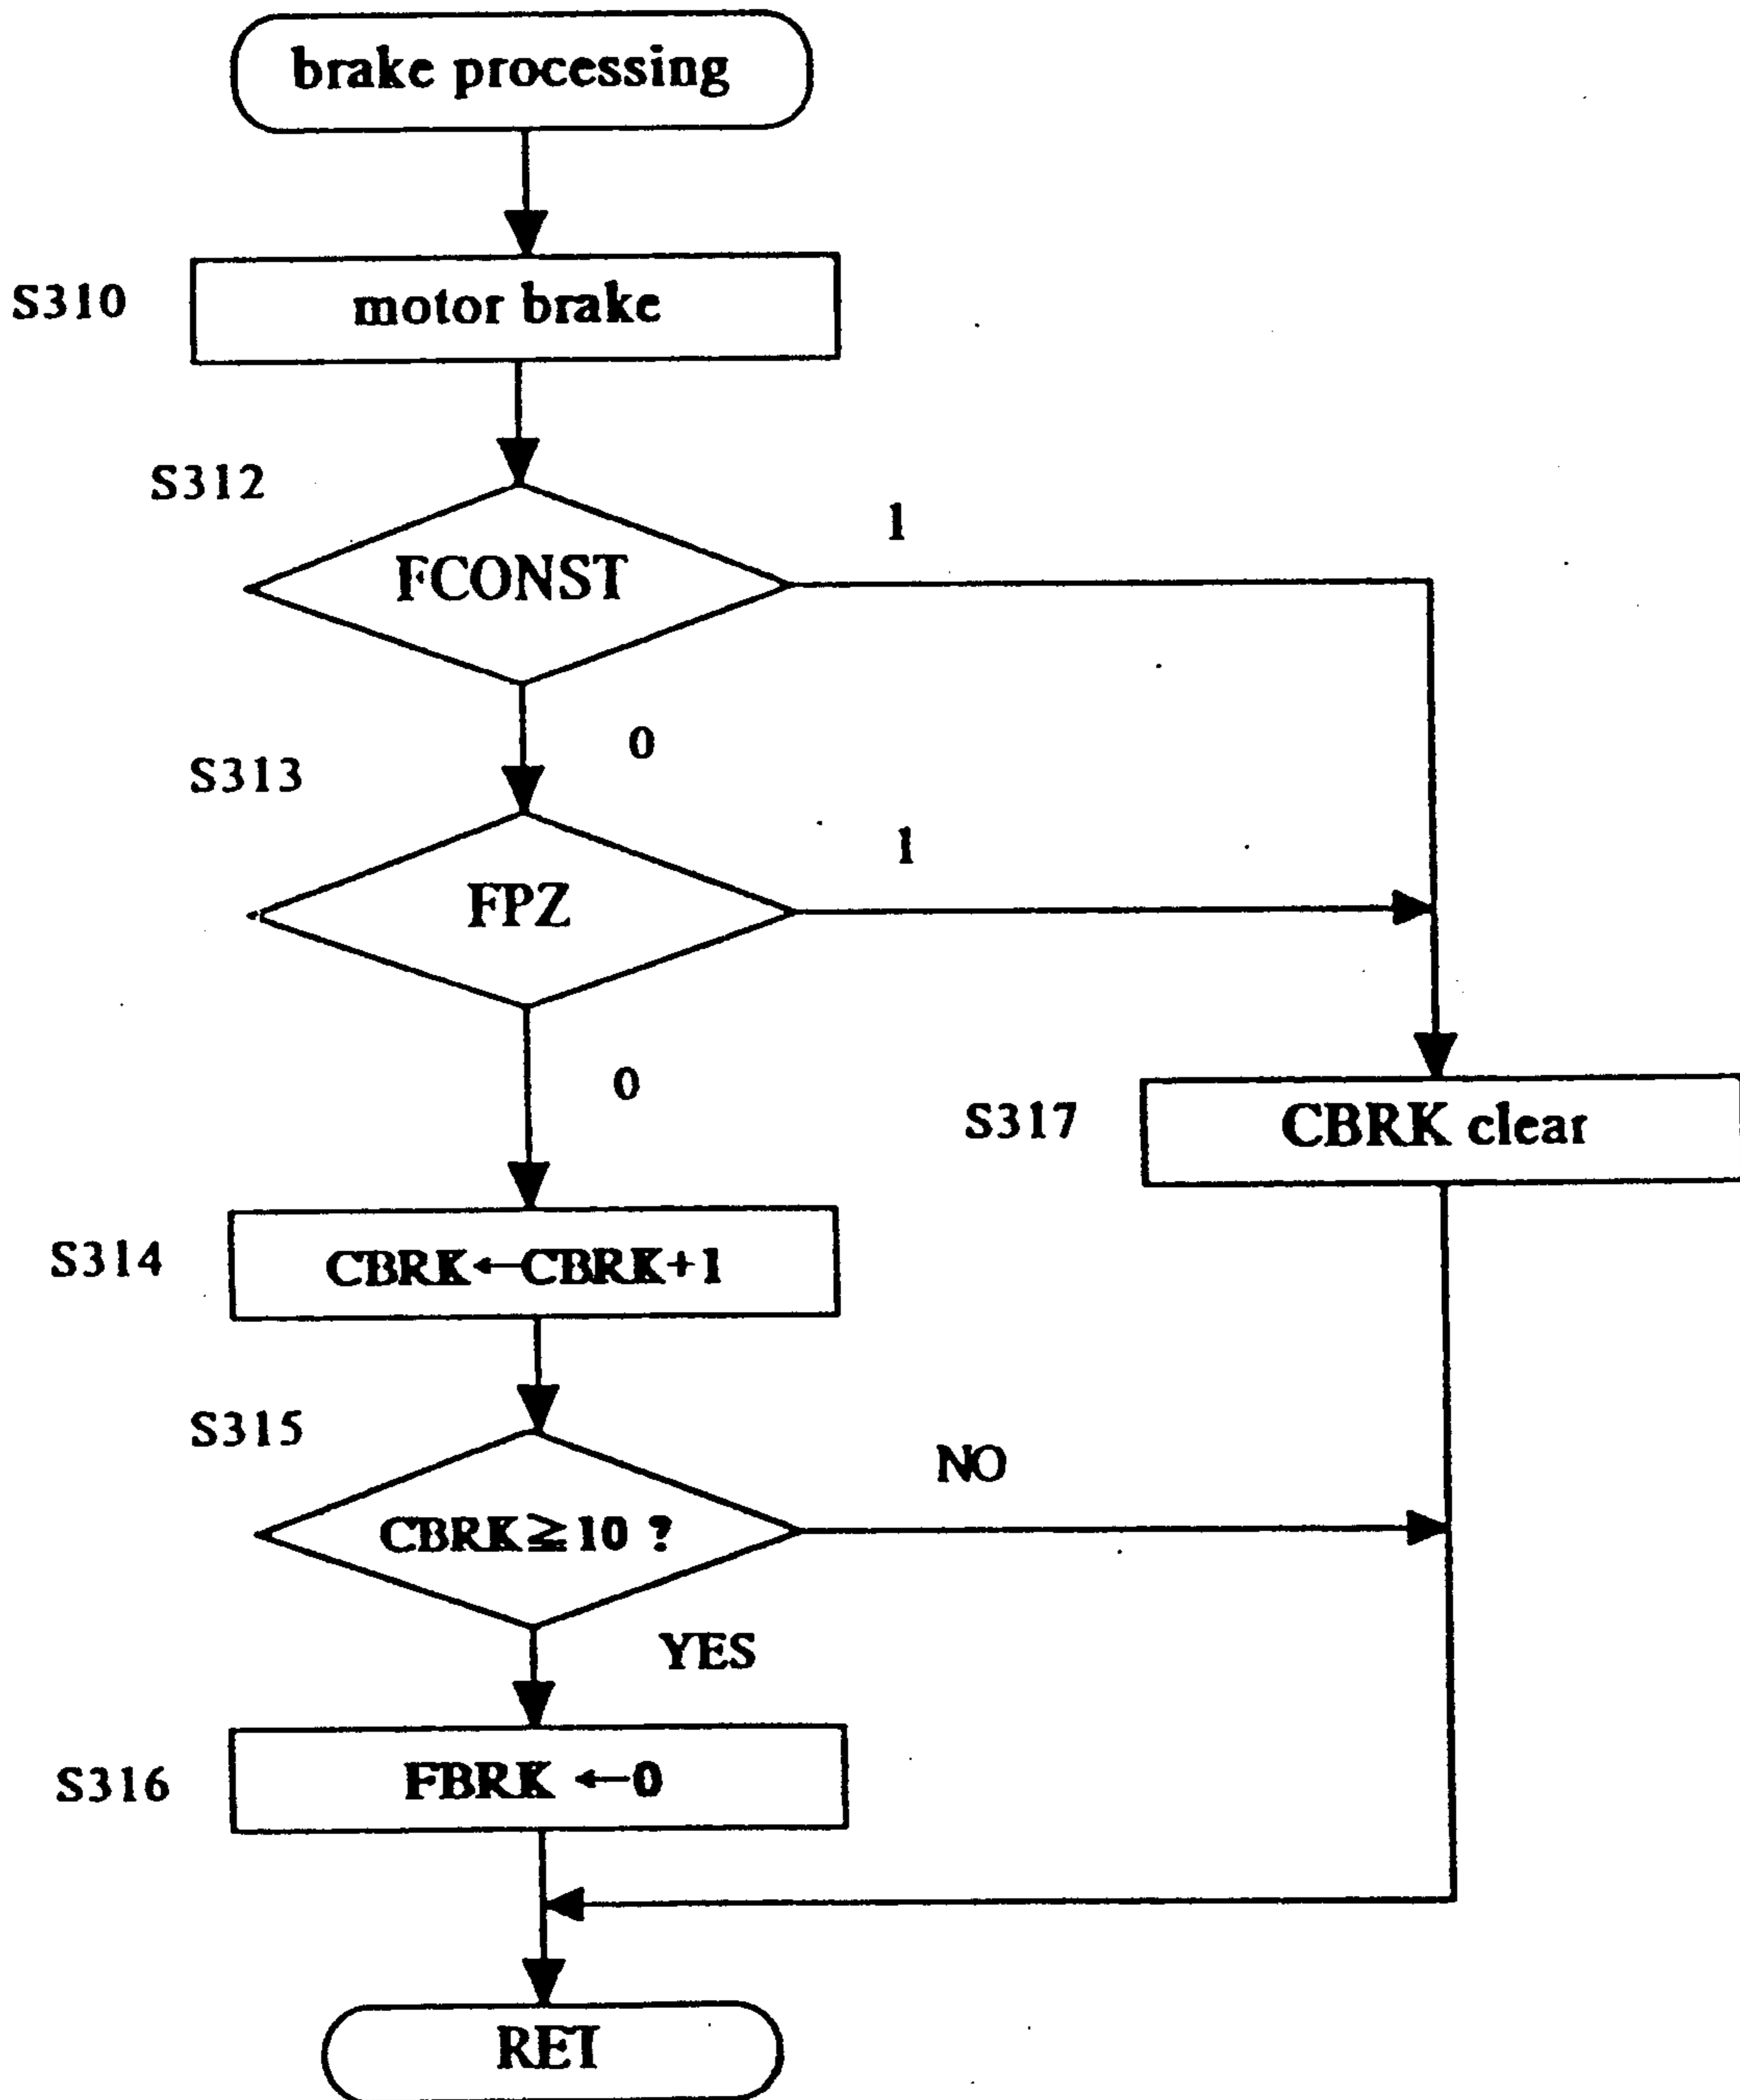 brake processing
S310
motor brake
S312
1
FCONST
0
S313
1
FPZ
0
S317
CBRK clear
S314
CBRK←CBRK+1
S315
NO
CBRK≧10 ?
YES
S316
FBRK ←0
RET